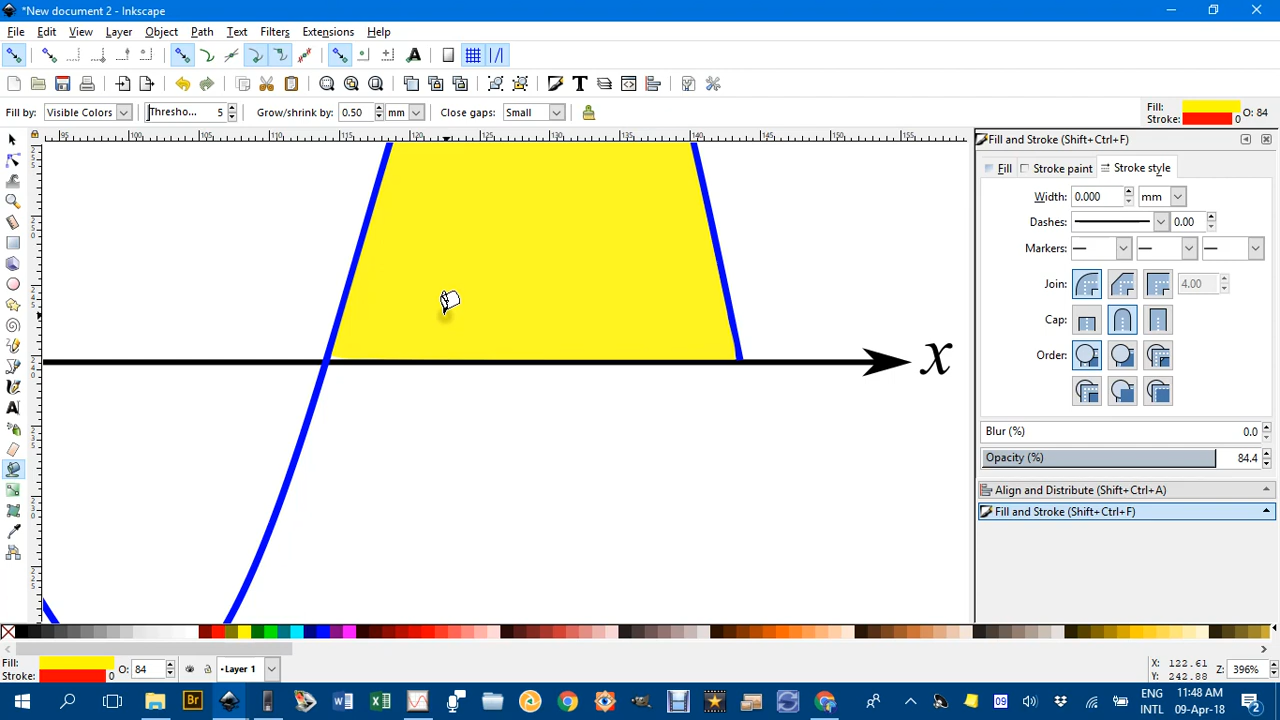 *New document 2 - Inkscape
File Edit View Layer Object Path Text Filters Extensions Help
Fill by: Visible Colors Thresho... 5 Grow/shrink by: 0.50 mm Close gaps: Small Fill: Stroke: 0 O: 84
Fill and Stroke (Shift+Ctrl+F)
Fill Stroke paint Stroke style
Width: 0.000 mm
Dashes: 0.00
Markers:
Join: 4.00
Cap:
Order:
x
Blur (%) 0.0
Opacity (%) 84.4
Align and Distribute (Shift+Ctrl+A)
Fill and Stroke (Shift+Ctrl+F)
Fill: Stroke: 0 O: 84 Layer 1 X: 122.61 Y: 242.88 Z: 396%
Br ENG INTL 09 11:48 AM 09-Apr-18 2